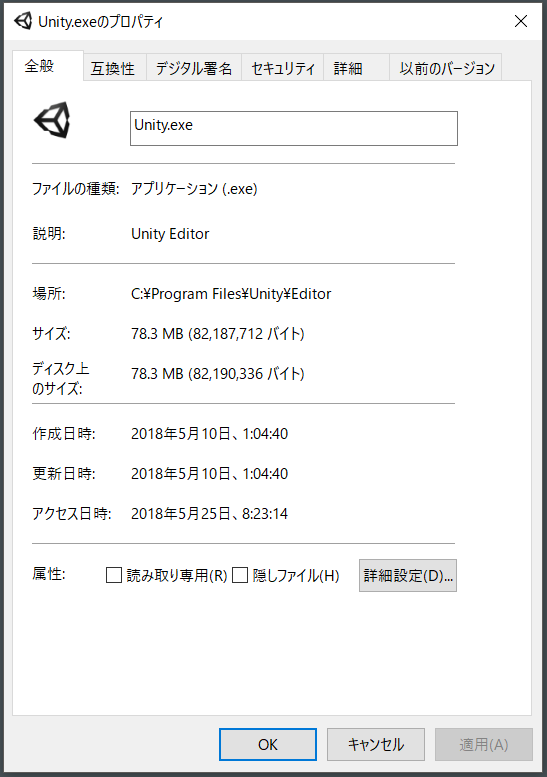 Unity.exeのプロパティ
全般 互換性 デジタル署名 セキュリティ 詳細 以前のバージョン
Unity.exe
ファイルの種類: アプリケーション (.exe)
説明: Unity Editor
場所: C:¥Program Files¥Unity¥Editor
サイズ: 78.3 MB (82,187,712 バイト)
ディスク上
のサイズ: 78.3 MB (82,190,336 バイト)
作成日時: 2018年5月10日、1:04:40
更新日時: 2018年5月10日、1:04:40
アクセス日時: 2018年5月25日、8:23:14
属性: 読み取り専用(R) 隠しファイル(H) 詳細設定(D)...
OK キャンセル 適用(A)